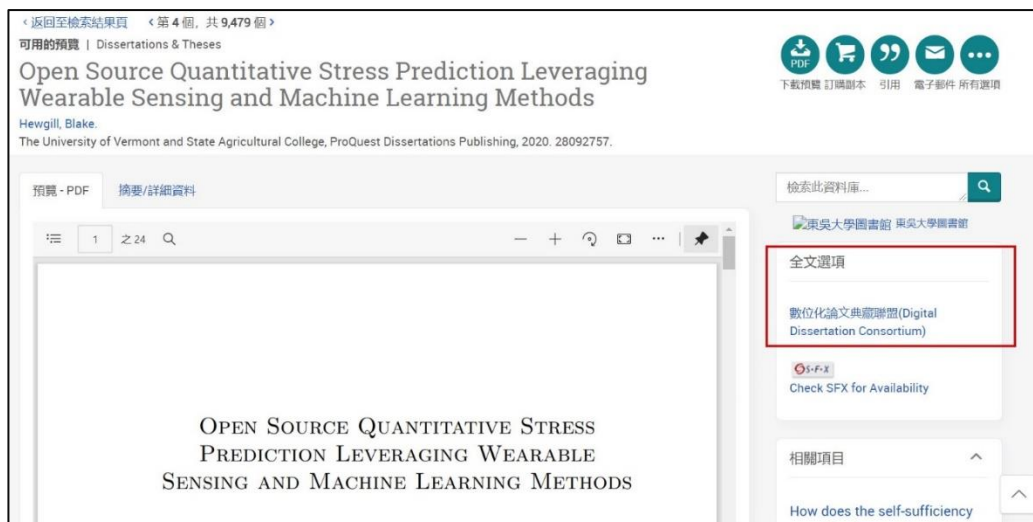 ‹返回至檢索結果頁 ‹第 4 個，共 9,479 個›
可用的預覽 | Dissertations & Theses
Open Source Quantitative Stress Prediction Leveraging
Wearable Sensing and Machine Learning Methods
Hewgill, Blake.
The University of Vermont and State Agricultural College, ProQuest Dissertations Publishing, 2020. 28092757.
PDF
下載預覽 訂購副本 引用 電子郵件 所有選項
預覽 - PDF 摘要/詳細資料
檢索此資料庫...
東吳大學圖書館 東吳大學圖書館
1 之 24
全文選項
數位化論文典藏聯盟(Digital
Dissertation Consortium)
S·F·X
Check SFX for Availability
OPEN SOURCE QUANTITATIVE STRESS
PREDICTION LEVERAGING WEARABLE
SENSING AND MACHINE LEARNING METHODS
相關項目
How does the self-sufficiency